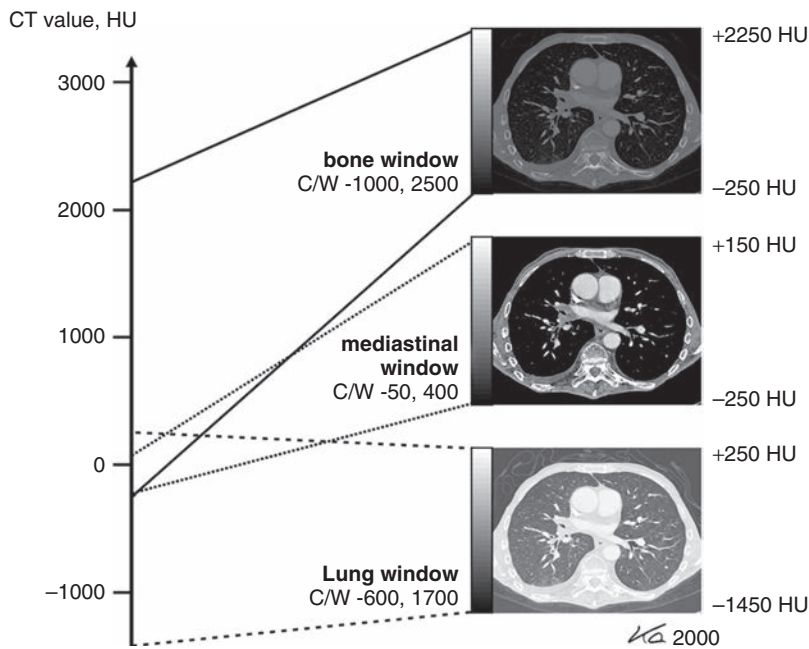 CT value, HU
3000
2000
1000
0
−1000
bone window
C/W -1000, 2500
mediastinal
window
C/W -50, 400
Lung window
C/W -600, 1700
+2250 HU
−250 HU
+150 HU
−250 HU
+250 HU
−1450 HU
Ka 2000